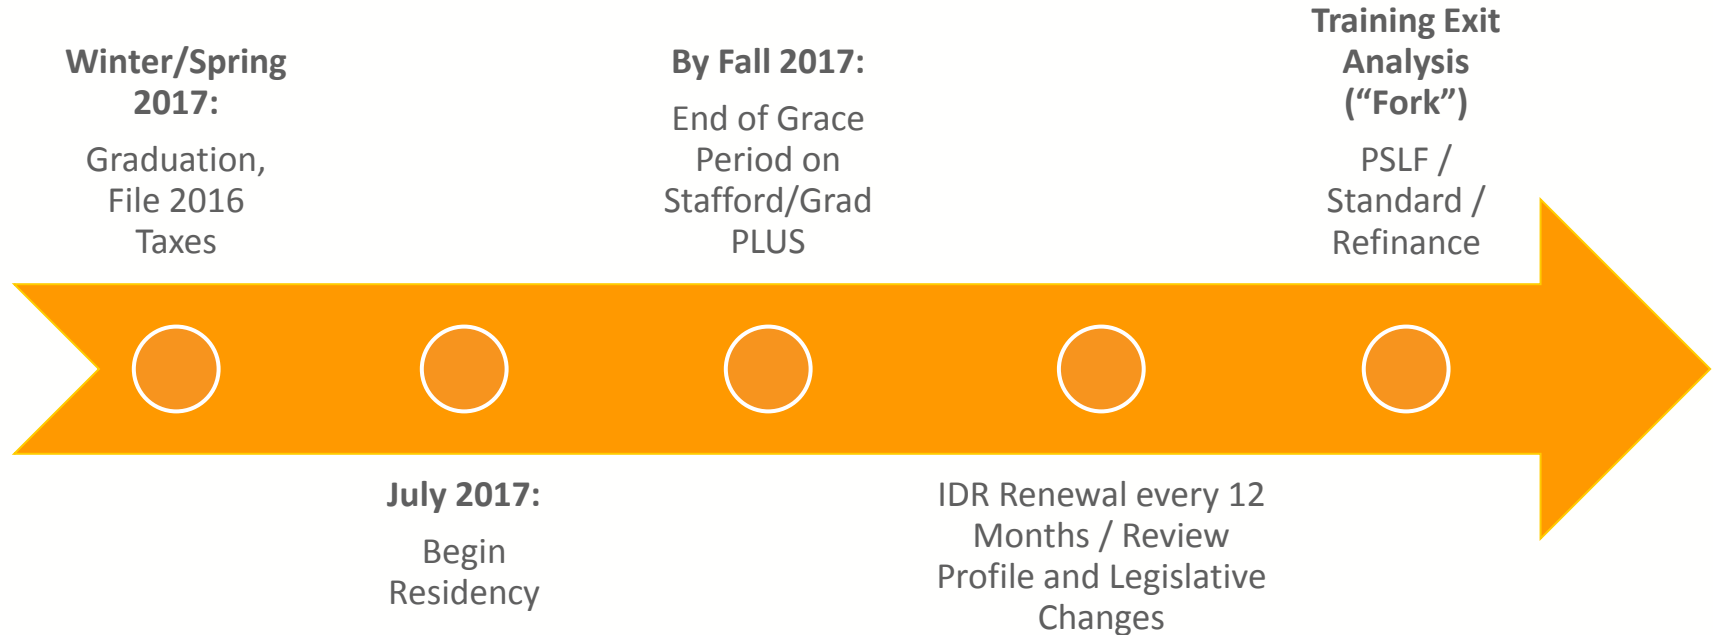 Winter/Spring
2017:
Graduation,
File 2016
Taxes
July 2017:
Begin
Residency
By Fall 2017:
End of Grace
Period on
Stafford/Grad
PLUS
IDR Renewal every 12
Months / Review
Profile and Legislative
Changes
Training Exit
Analysis
(“Fork”)
PSLF /
Standard /
Refinance